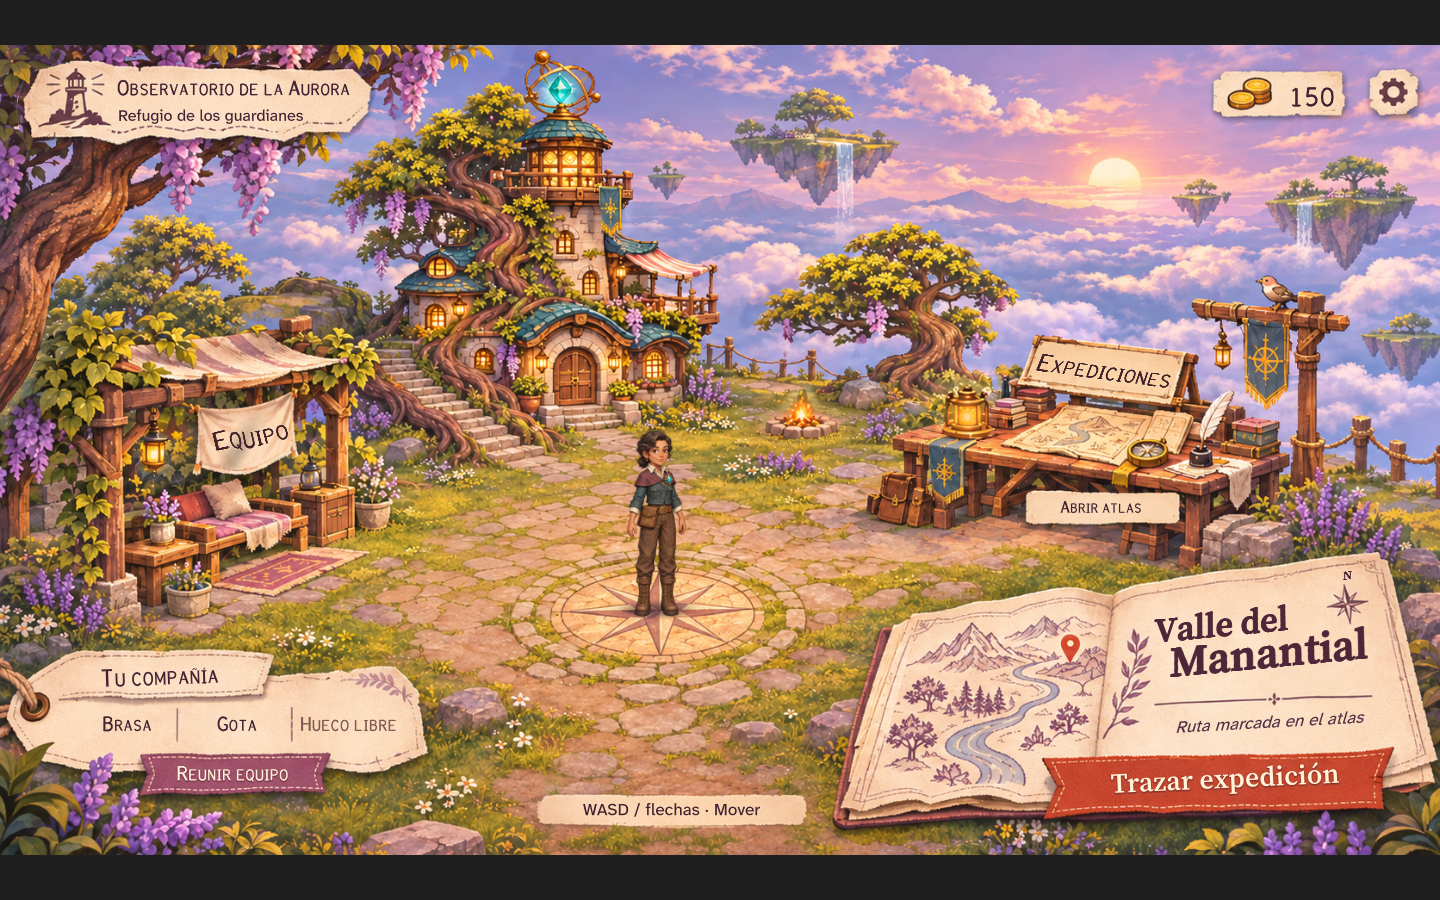 Observatorio de la Aurora
Refugio de los guardianes
150
Equipo
Expediciones
Abrir atlas
Tu compañía
Brasa
Gota
Hueco libre
Reunir equipo
WASD / flechas · Mover
N
Valle del
Manantial
Ruta marcada en el atlas
Trazar expedición